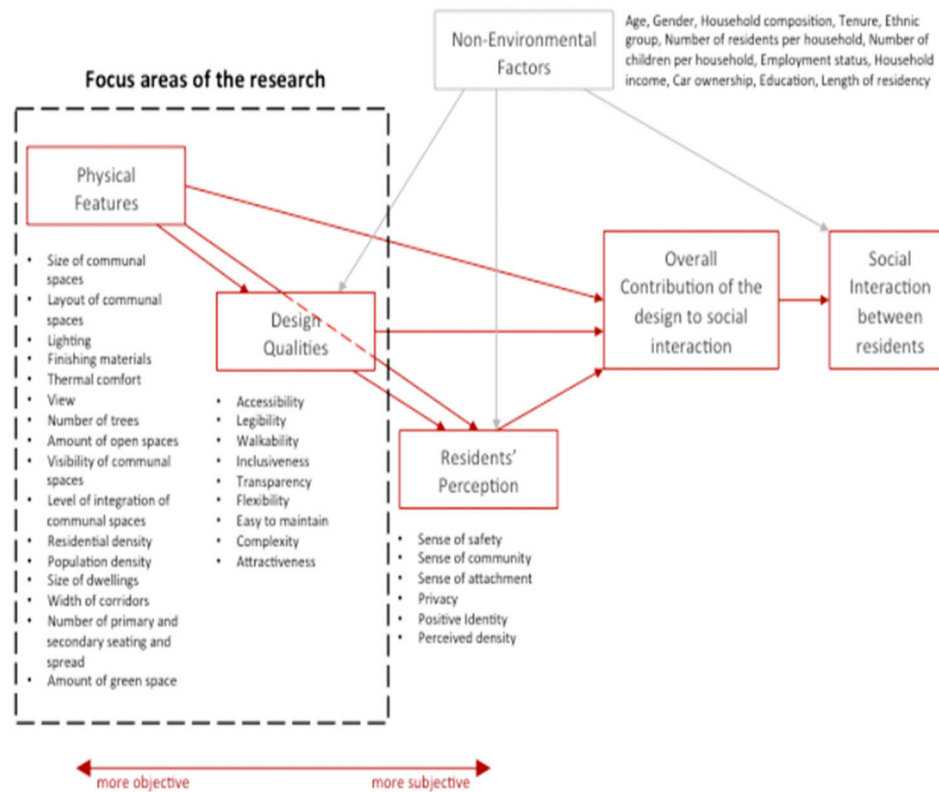 Non-Environmental
Factors
Age, Gender, Household composition, Tenure, Ethnic
group, Number of residents per household, Number of
children per household, Employment status, Household
income, Car ownership, Education, Length of residency
Focus areas of the research
Physical
Features
• Size of communal
spaces
• Layout of communal
spaces
• Lighting
• Finishing materials
• Thermal comfort
• View
• Number of trees
• Amount of open spaces
• Visibility of communal
spaces
• Level of integration of
communal spaces
• Residential density
• Population density
• Size of dwellings
• Width of corridors
• Number of primary and
secondary seating and
spread
• Amount of green space
Design
Qualities
• Accessibility
• Legibility
• Walkability
• Inclusiveness
• Transparency
• Flexibility
• Easy to maintain
• Complexity
• Attractiveness
Residents'
Perception
• Sense of safety
• Sense of community
• Sense of attachment
• Privacy
• Positive Identity
• Perceived density
Overall
Contribution of the
design to social
interaction
Social
Interaction
between
residents
more objective
more subjective